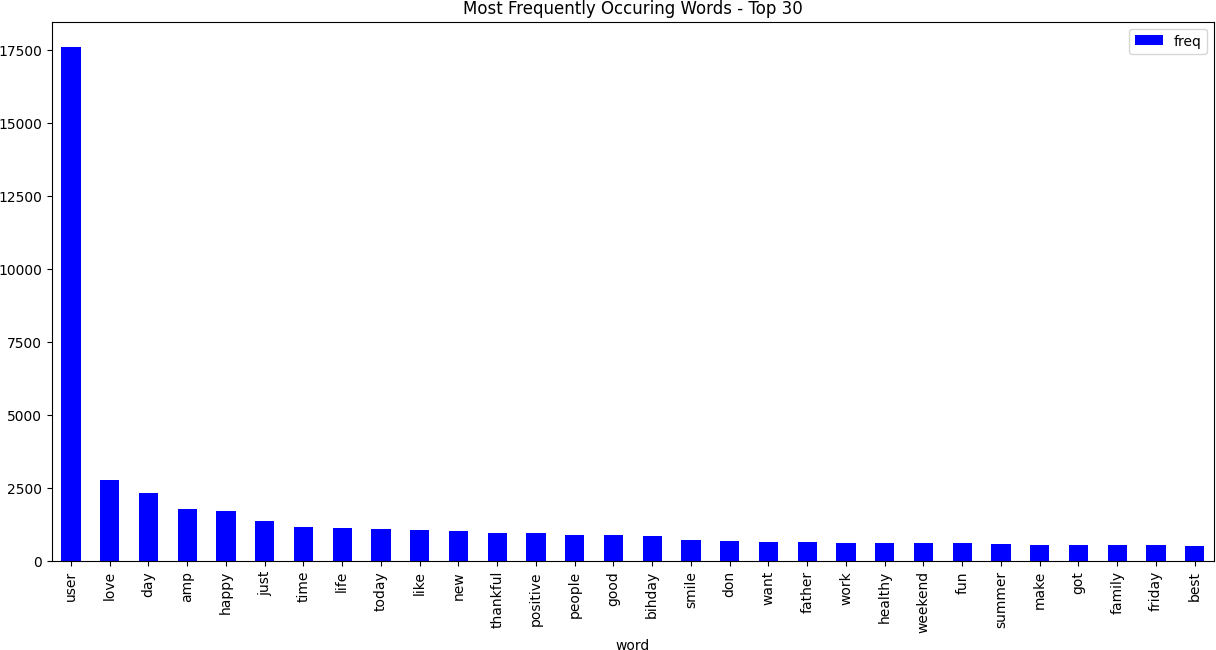 Most Frequently Occuring Words - Top 30
freq
17500
15000
12500
10000
7500
5000
2500
0
user
love
day
amp
happy
just
time
life
today
like
new
thankful
positive
people
good
bihday
smile
don
want
father
work
healthy
weekend
fun
summer
make
got
family
friday
best
word